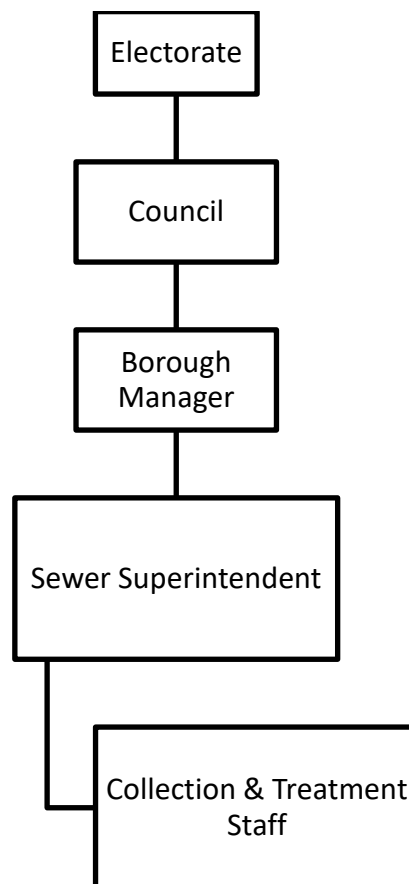 Electorate
Council
Borough
Manager
Sewer Superintendent
Collection & Treatment
Staff